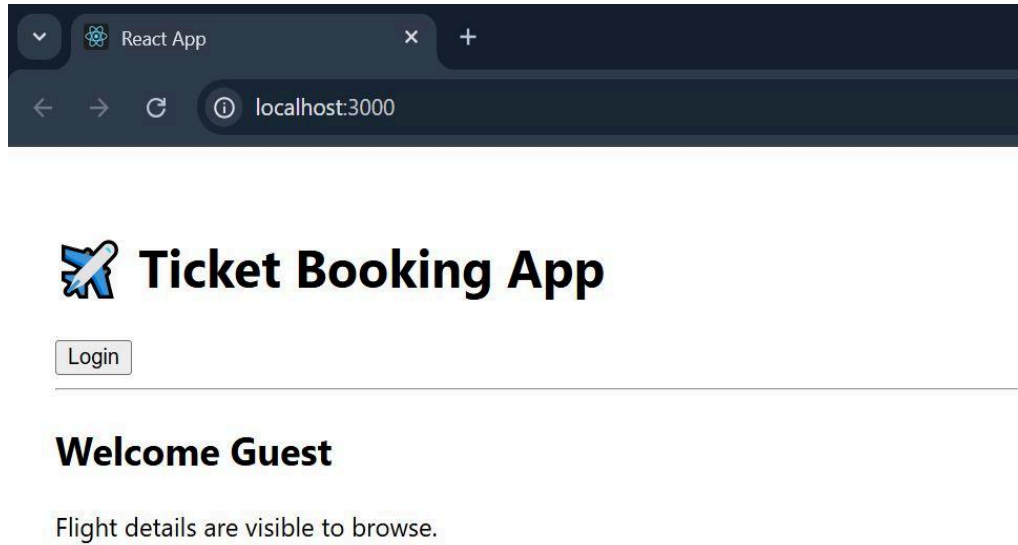 React App
localhost:3000
✈️ Ticket Booking App
Login
Welcome Guest
Flight details are visible to browse.